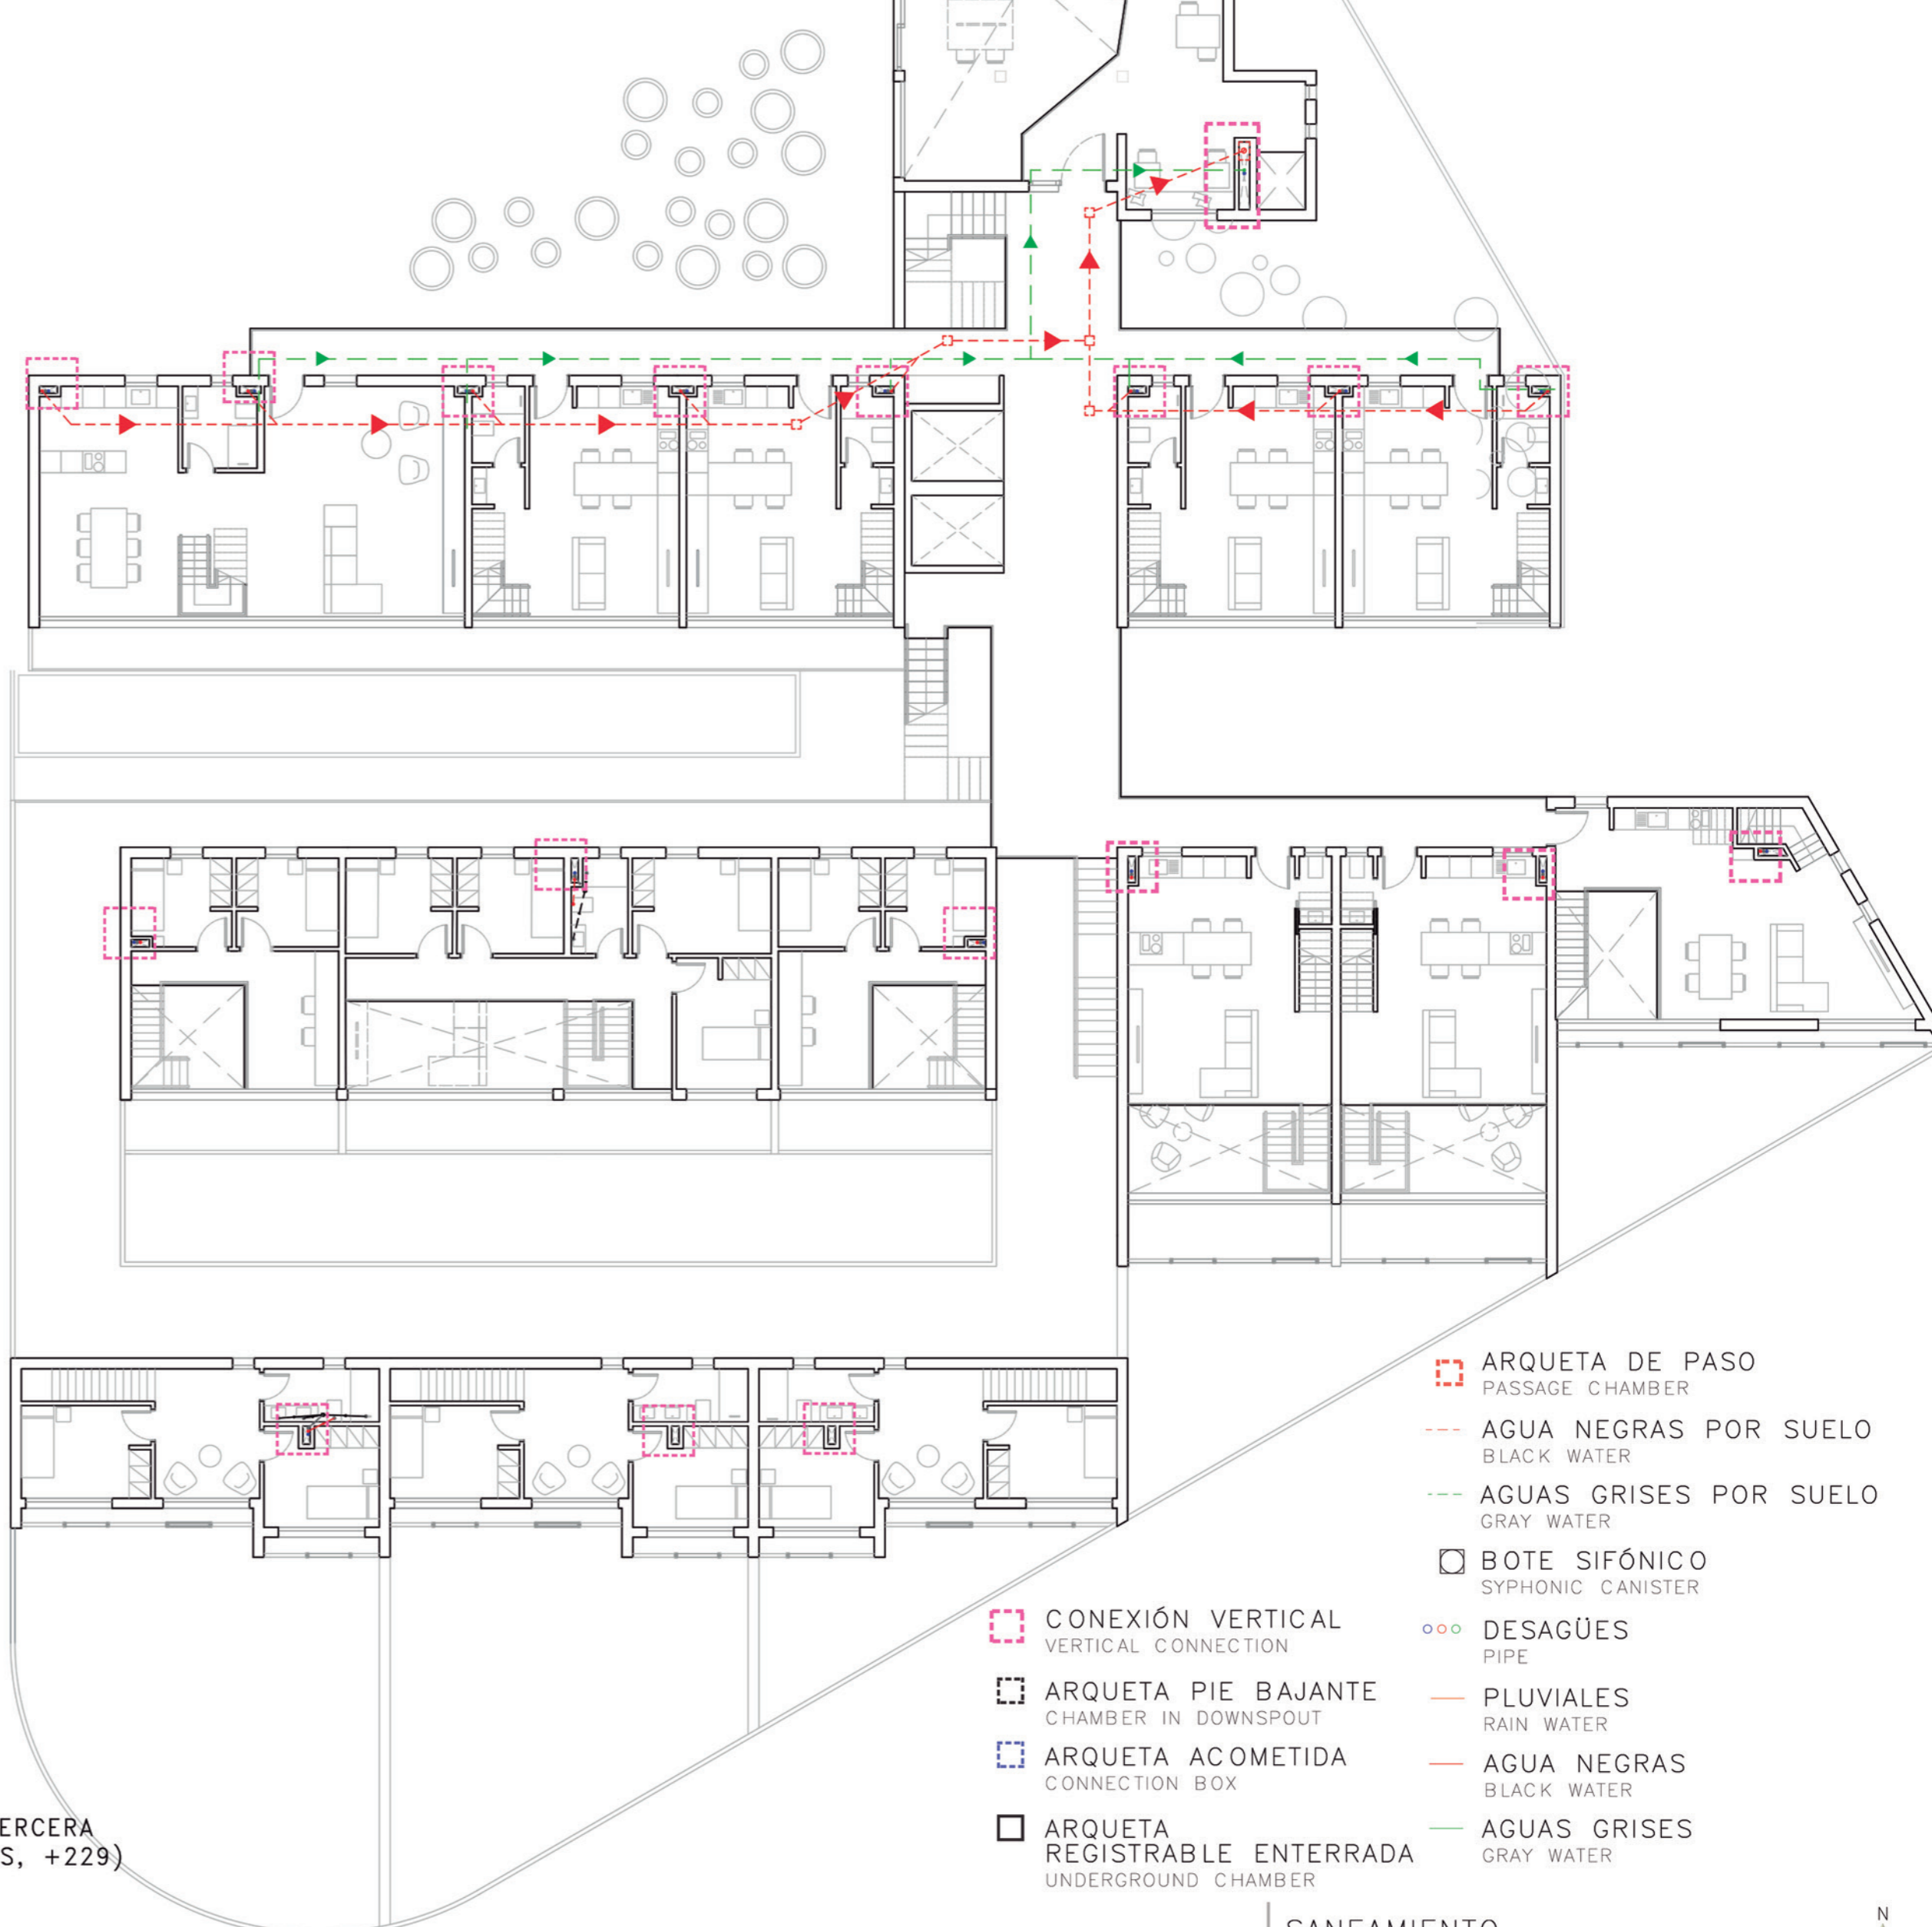 ARQUETA DE PASO
PASSAGE CHAMBER
AGUA NEGRAS POR SUELO
BLACK WATER
AGUAS GRISES POR SUELO
GRAY WATER
BOTE SIFÓNICO
SYPHONIC CANISTER
CONEXIÓN VERTICAL
VERTICAL CONNECTION
DESAGÜES
PIPE
ARQUETA PIE BAJANTE
CHAMBER IN DOWNSPOUT
PLUVIALES
RAIN WATER
ARQUETA ACOMETIDA
CONNECTION BOX
AGUA NEGRAS
BLACK WATER
ARQUETA
REGISTRABLE ENTERRADA
UNDERGROUND CHAMBER
AGUAS GRISES
GRAY WATER
ERCERA
S, +229)
SANEAMIENTO
N